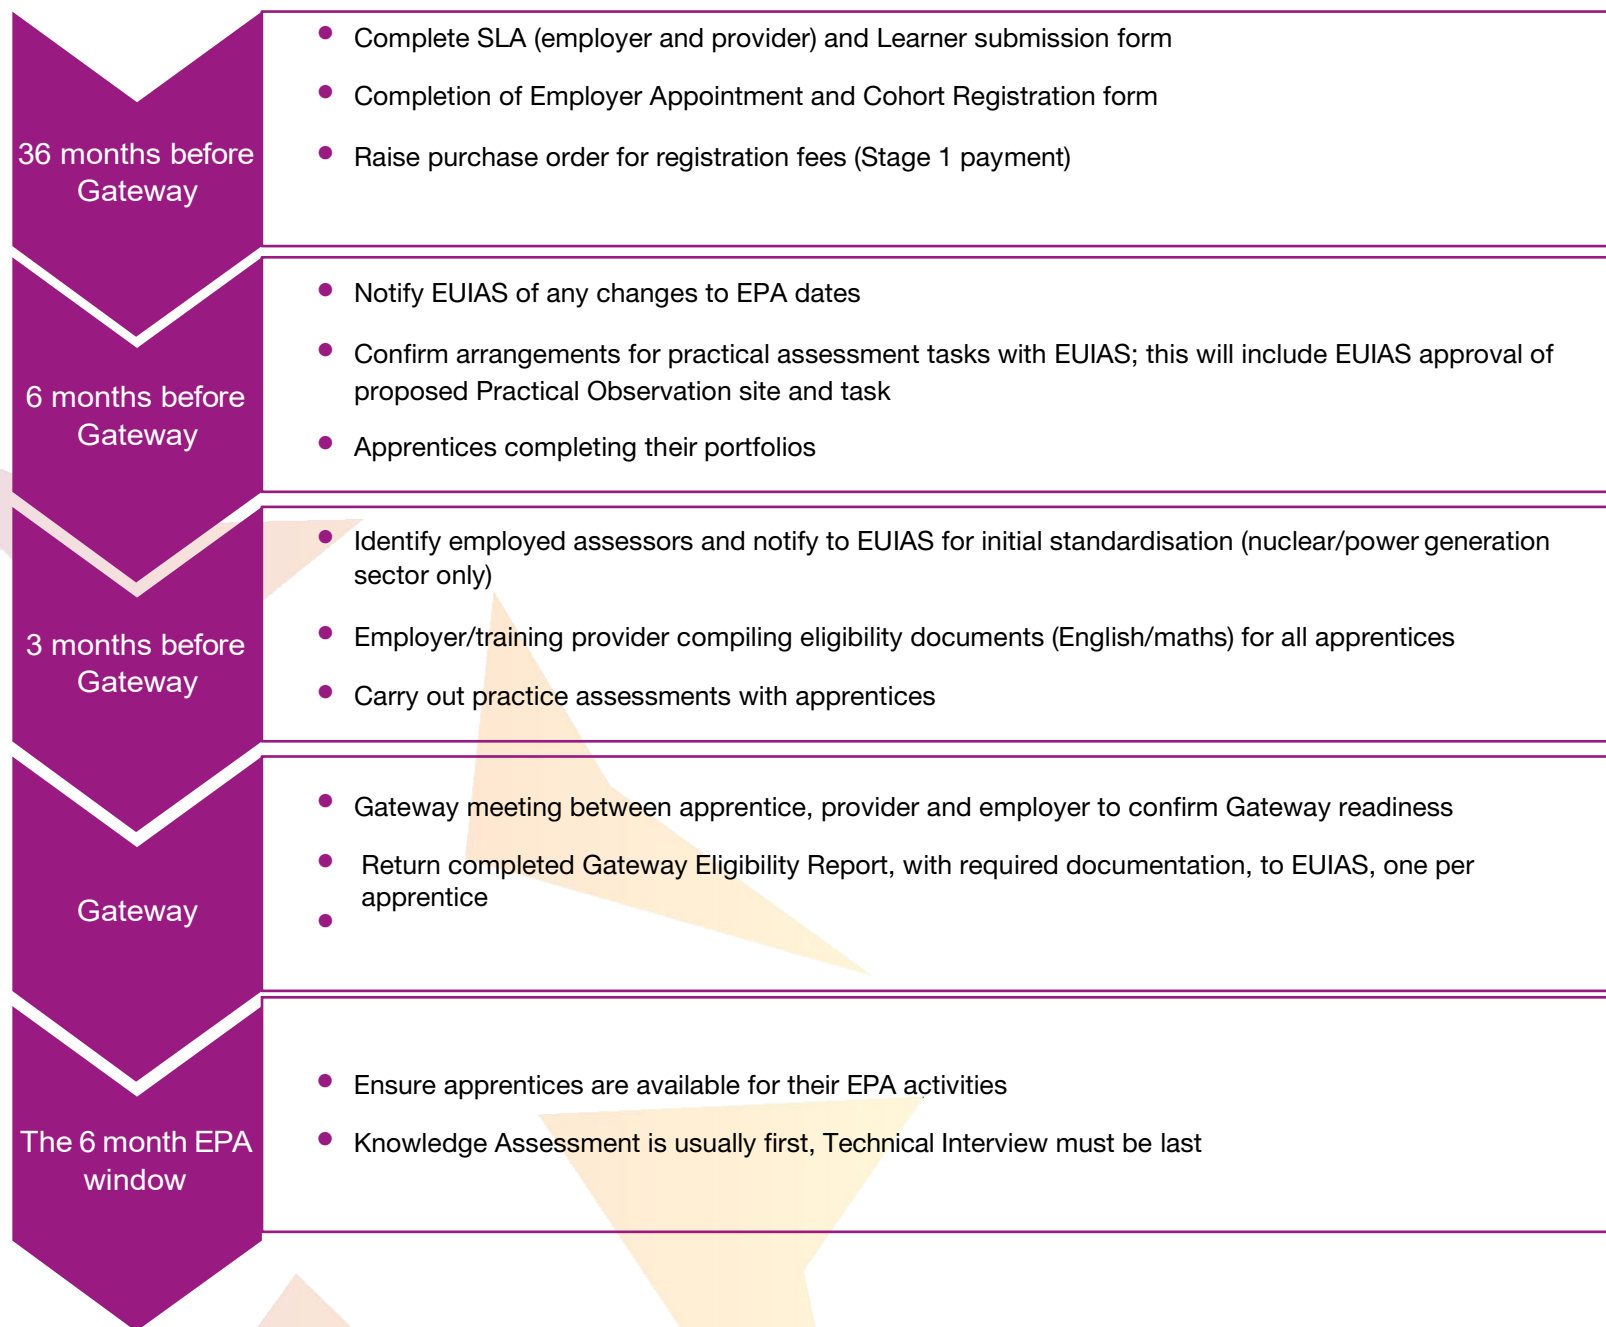 36 months before
Gateway
• Complete SLA (employer and provider) and Learner submission form
• Completion of Employer Appointment and Cohort Registration form
• Raise purchase order for registration fees (Stage 1 payment)
6 months before
Gateway
• Notify EUIAS of any changes to EPA dates
• Confirm arrangements for practical assessment tasks with EUIAS; this will include EUIAS approval of
proposed Practical Observation site and task
• Apprentices completing their portfolios
3 months before
Gateway
• Identify employed assessors and notify to EUIAS for initial standardisation (nuclear/power generation
sector only)
• Employer/training provider compiling eligibility documents (English/maths) for all apprentices
• Carry out practice assessments with apprentices
Gateway
• Gateway meeting between apprentice, provider and employer to confirm Gateway readiness
• Return completed Gateway Eligibility Report, with required documentation, to EUIAS, one per
apprentice
•
The 6 month EPA
window
• Ensure apprentices are available for their EPA activities
• Knowledge Assessment is usually first, Technical Interview must be last